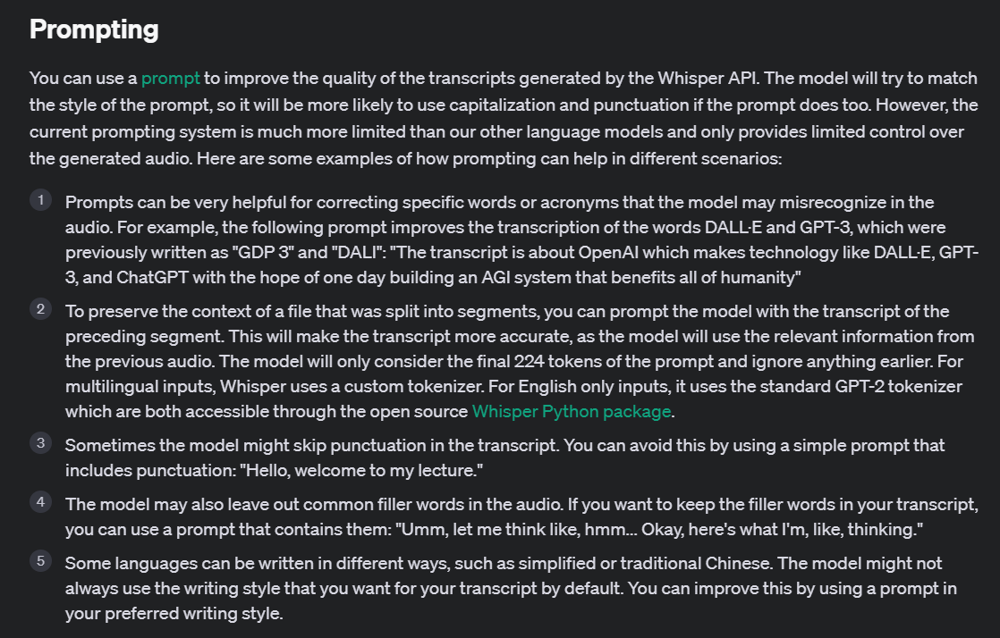 Prompting
You can use a prompt to improve the quality of the transcripts generated by the Whisper API. The model will try to match
the style of the prompt, so it will be more likely to use capitalization and punctuation if the prompt does too. However, the
current prompting system is much more limited than our other language models and only provides limited control over
the generated audio. Here are some examples of how prompting can help in different scenarios:
1 Prompts can be very helpful for correcting specific words or acronyms that the model may misrecognize in the
audio. For example, the following prompt improves the transcription of the words DALL·E and GPT-3, which were
previously written as "GDP 3" and "DALI": "The transcript is about OpenAI which makes technology like DALL·E, GPT-
3, and ChatGPT with the hope of one day building an AGI system that benefits all of humanity"
2 To preserve the context of a file that was split into segments, you can prompt the model with the transcript of the
preceding segment. This will make the transcript more accurate, as the model will use the relevant information from
the previous audio. The model will only consider the final 224 tokens of the prompt and ignore anything earlier. For
multilingual inputs, Whisper uses a custom tokenizer. For English only inputs, it uses the standard GPT-2 tokenizer
which are both accessible through the open source Whisper Python package.
3 Sometimes the model might skip punctuation in the transcript. You can avoid this by using a simple prompt that
includes punctuation: "Hello, welcome to my lecture."
4 The model may also leave out common filler words in the audio. If you want to keep the filler words in your transcript,
you can use a prompt that contains them: "Umm, let me think like, hmm... Okay, here's what I'm, like, thinking."
5 Some languages can be written in different ways, such as simplified or traditional Chinese. The model might not
always use the writing style that you want for your transcript by default. You can improve this by using a prompt in
your preferred writing style.